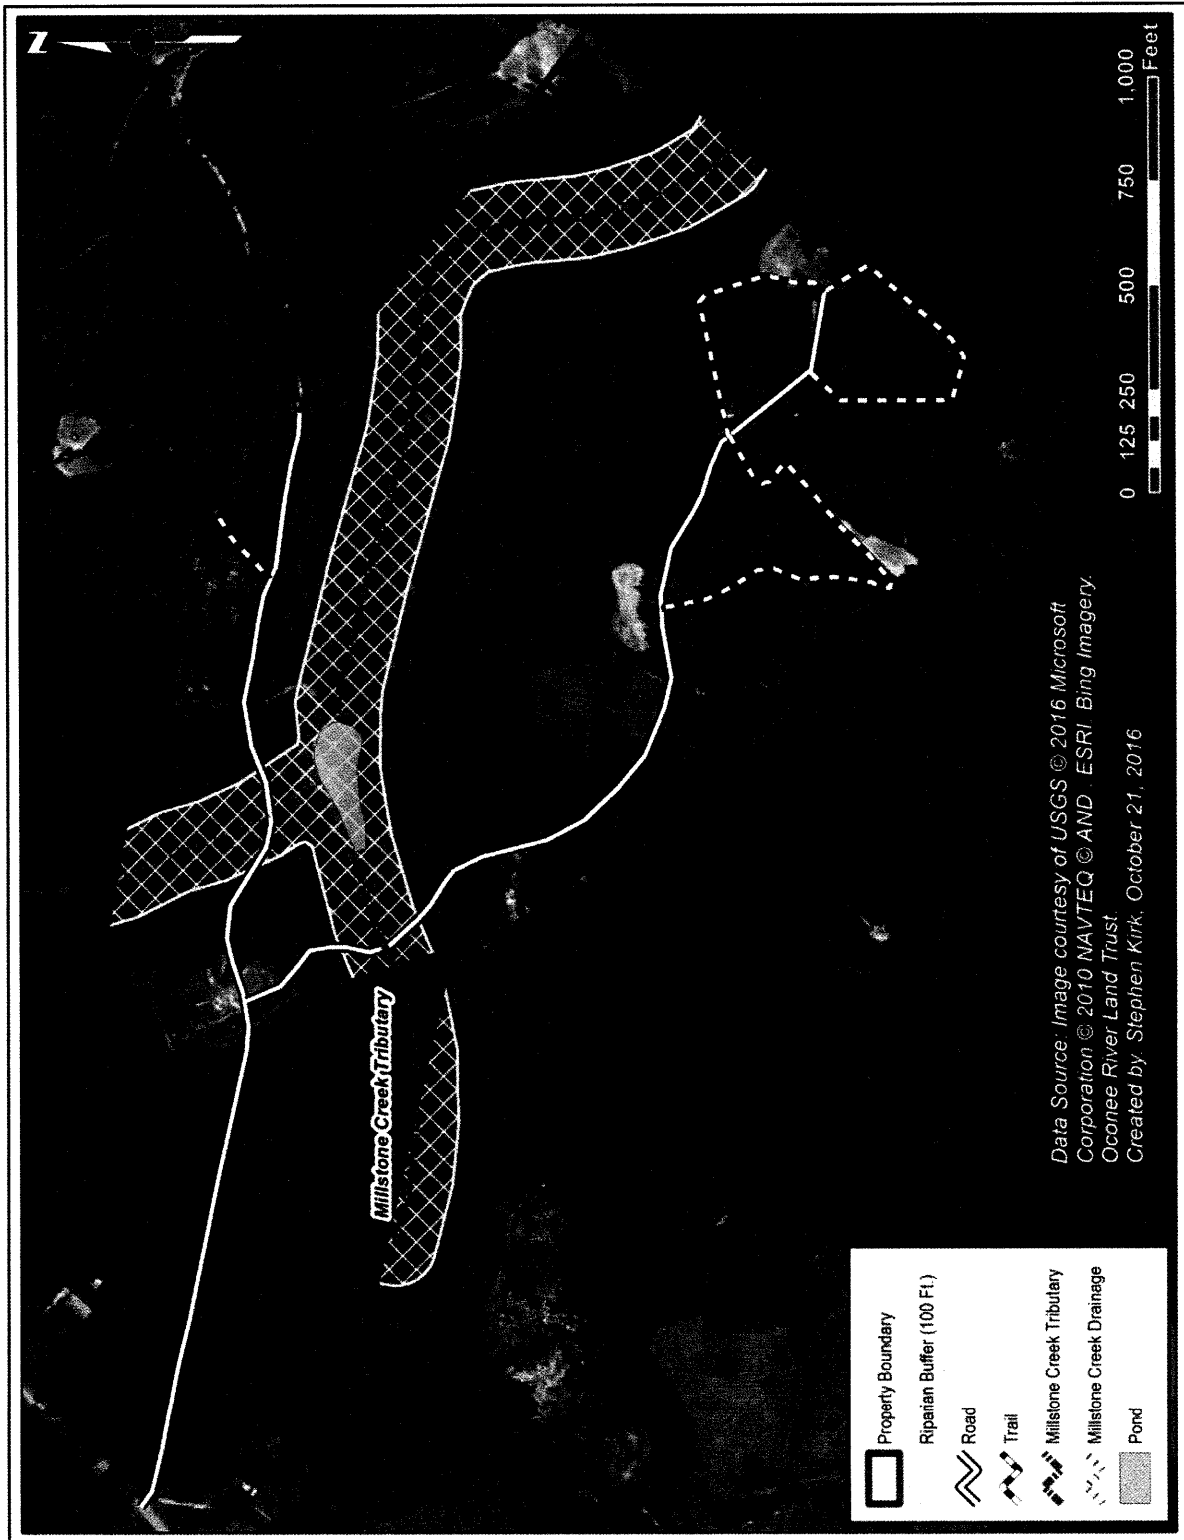 N
Millstone Creek Tributary
0 125 250 500 750 1,000
Feet
Data Source: Image courtesy of USGS © 2016 Microsoft
Corporation © 2010 NAVTEQ © AND. ESRI. Bing Imagery.
Oconee River Land Trust.
Created by: Stephen Kirk, October 21, 2016
Property Boundary
Riparian Buffer (100 Ft.)
Road
Trail
Millstone Creek Tributary
Millstone Creek Drainage
Pond